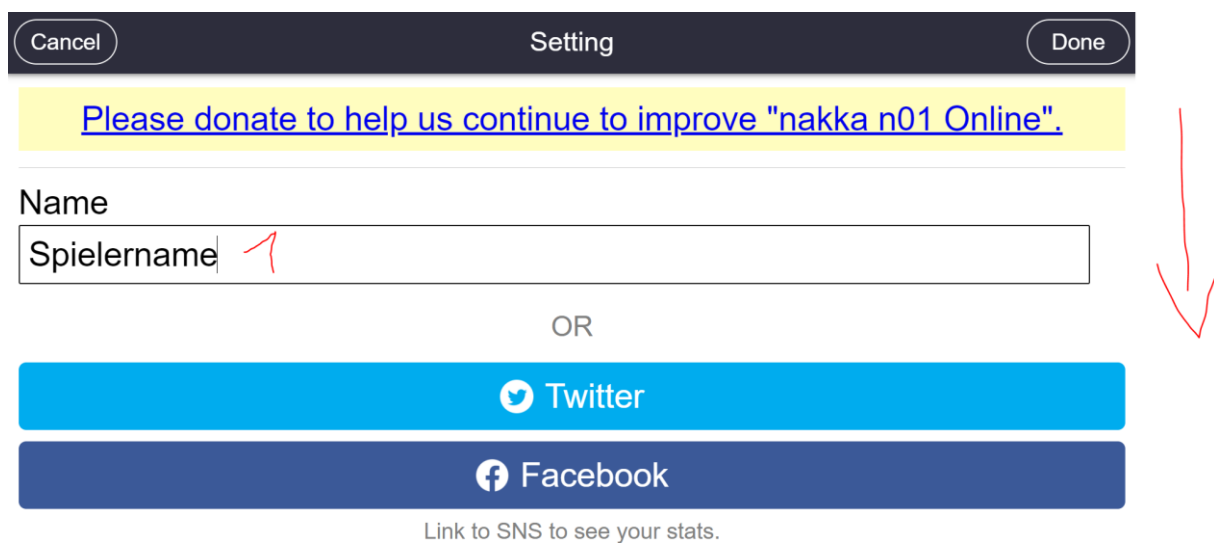 Cancel Setting Done
Please donate to help us continue to improve "nakka n01 Online".
Name
Spielername 1
OR
Twitter
Facebook
Link to SNS to see your stats.